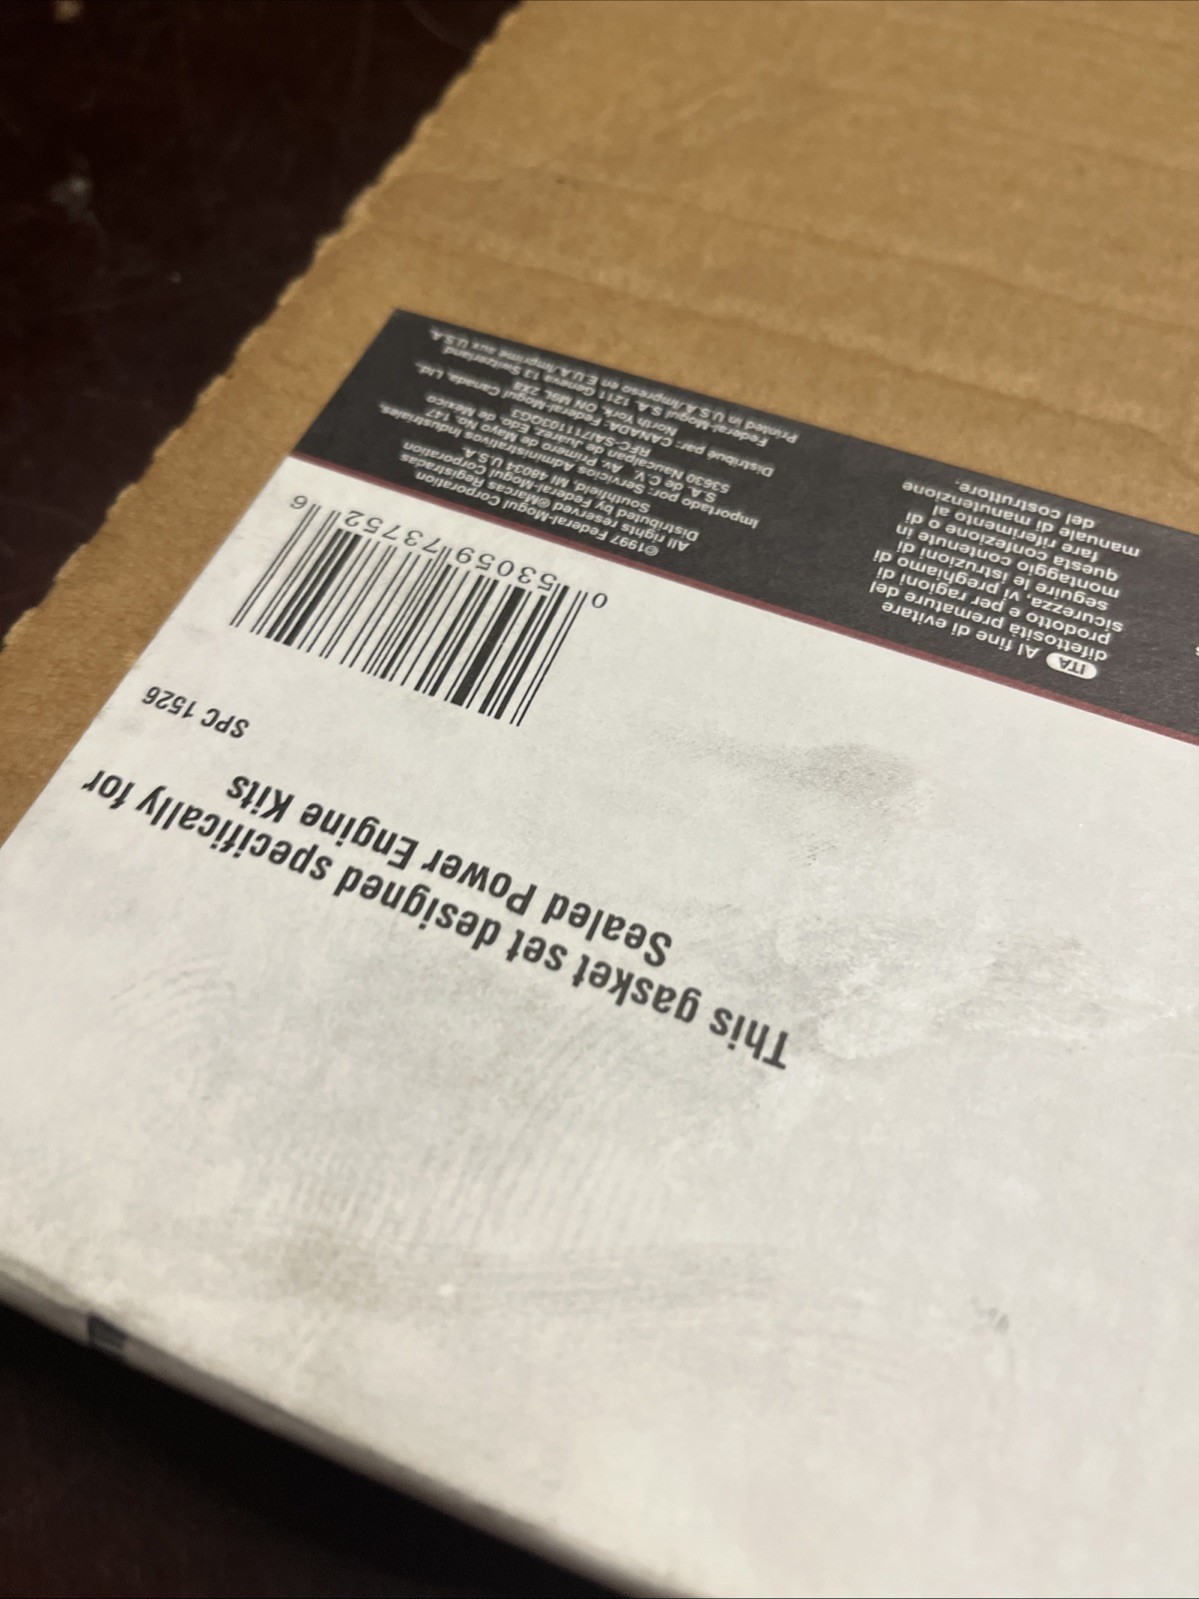 This gasket set designed specifically for
Sealed Power Engine Kits
SPC 1526
0 53059 73752 6
©1997 Federal-Mogul Corporation
All rights reserved ®Marcas Registradas
Distributed by Federal-Mogul Corporation
Southfield, MI 48034 U.S.A.
Importado por: Servicios Administrativos Industriales,
S.A. de C.V. Av. Primero de Mayo No. 147
53630 Naucalpan de Juarez, Edo. de Mexico
RFC-SAI7111103QG3
Distribué par: CANADA: Federal-Mogul Canada, Ltd.
North York, ON M9L 2X6
Federal-Mogul S.A. 1211 Geneva 13 Switzerland
Printed in U.S.A./Impreso en E.U.A./Imprimé aux U.S.A.
ITA Al fine di evitare
difettosità premature del
prodotto e per ragioni di
sicurezza, vi preghiamo di
seguire le istruzioni di
montaggio contenute in
questa confezione o di
fare riferimento al
manuale di manutenzione
del costruttore.